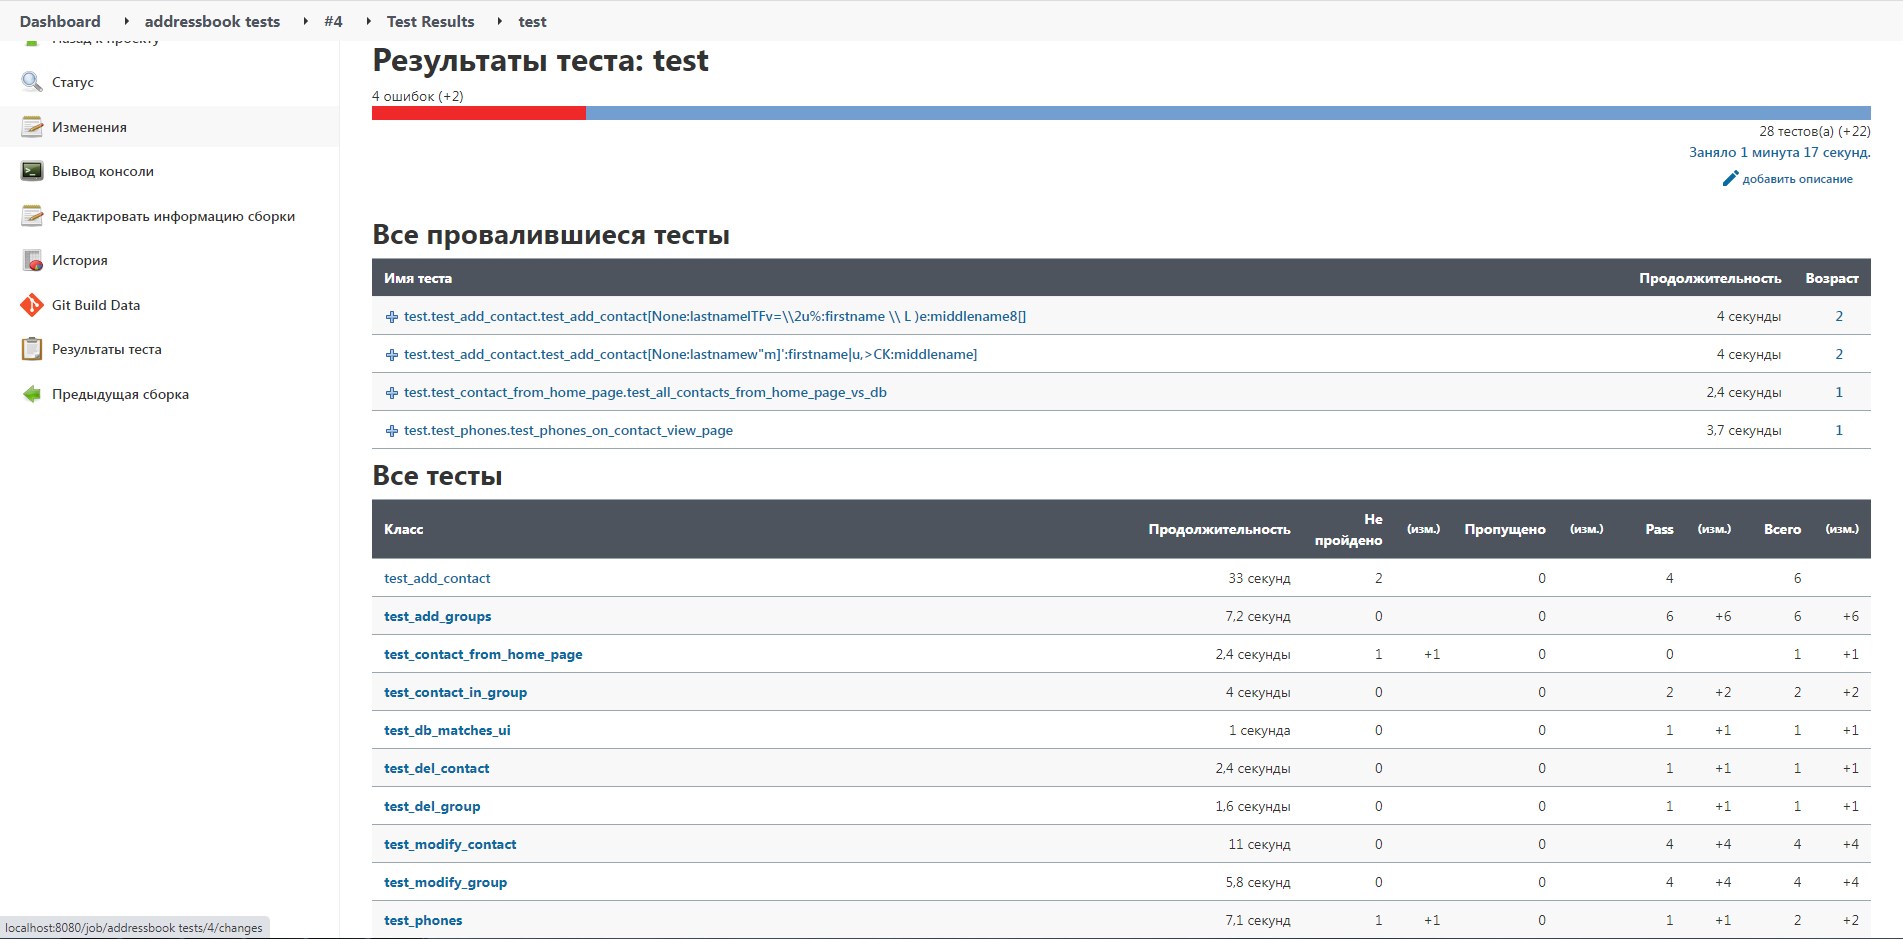 Dashboard addressbook tests #4 Test Results test
Назад к проекту
Статус
Изменения
Вывод консоли
Редактировать информацию сборки
История
Git Build Data
Результаты теста
Предыдущая сборка
Результаты теста: test
4 ошибок (+2)
28 тестов(а) (+22)
Заняло 1 минута 17 секунд.
добавить описание
Все провалившиеся тесты
Имя теста Продолжительность Возраст
test.test_add_contact.test_add_contact[None:lastnameITFv=\\2u%:firstname \\ L )e:middlename8[] 4 секунды 2
test.test_add_contact.test_add_contact[None:lastnamew"m]':firstname|u,>CK:middlename] 4 секунды 2
test.test_contact_from_home_page.test_all_contacts_from_home_page_vs_db 2,4 секунды 1
test.test_phones.test_phones_on_contact_view_page 3,7 секунды 1
Все тесты
Класс Продолжительность Не пройдено (изм.) Пропущено (изм.) Pass (изм.) Всего (изм.)
test_add_contact 33 секунд 2 0 4 6
test_add_groups 7,2 секунд 0 0 6 +6 6 +6
test_contact_from_home_page 2,4 секунды 1 +1 0 0 1 +1
test_contact_in_group 4 секунды 0 0 2 +2 2 +2
test_db_matches_ui 1 секунда 0 0 1 +1 1 +1
test_del_contact 2,4 секунды 0 0 1 +1 1 +1
test_del_group 1,6 секунды 0 0 1 +1 1 +1
test_modify_contact 11 секунд 0 0 4 +4 4 +4
test_modify_group 5,8 секунд 0 0 4 +4 4 +4
test_phones 7,1 секунд 1 +1 0 1 +1 2 +2
localhost:8080/job/addressbook tests/4/changes